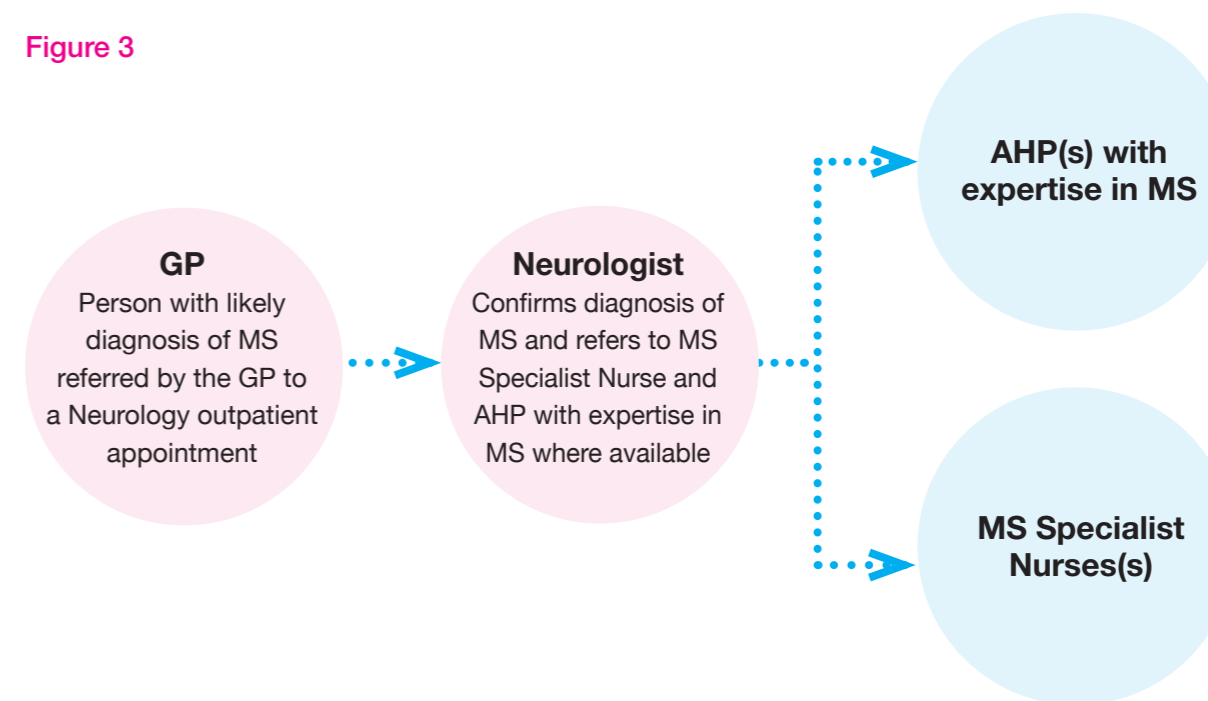 Figure 3
GP
Person with likely
diagnosis of MS
referred by the GP to
a Neurology outpatient
appointment
Neurologist
Confirms diagnosis of
MS and refers to MS
Specialist Nurse and
AHP with expertise in
MS where available
AHP(s) with
expertise in MS
MS Specialist
Nurses(s)